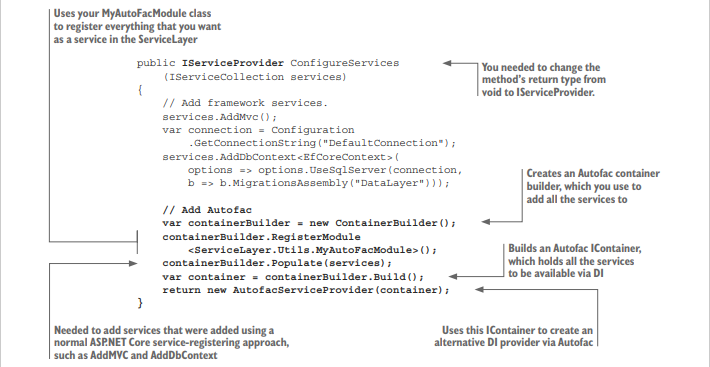 Uses your MyAutoFacModule class
to register everything that you want
as a service in the ServiceLayer
public IServiceProvider ConfigureServices
(IServiceCollection services)
{
You needed to change the
method's return type from
void to IServiceProvider.
// Add framework services.
services.AddMvc();
var connection = Configuration
.GetConnectionString("DefaultConnection");
services.AddDbContext<EfCoreContext>(
options => options.UseSqlServer(connection,
b => b.MigrationsAssembly("DataLayer")));
Creates an Autofac container
builder, which you use to
add all the services to
// Add Autofac
var containerBuilder = new ContainerBuilder();
containerBuilder.RegisterModule
<ServiceLayer.Utils.MyAutoFacModule>();
containerBuilder.Populate(services);
var container = containerBuilder.Build();
return new AutofacServiceProvider(container);
}
Builds an Autofac IContainer,
which holds all the services
to be available via DI
Needed to add services that were added using a
normal ASP.NET Core service-registering approach,
such as AddMVC and AddDbContext
Uses this IContainer to create an
alternative DI provider via Autofac